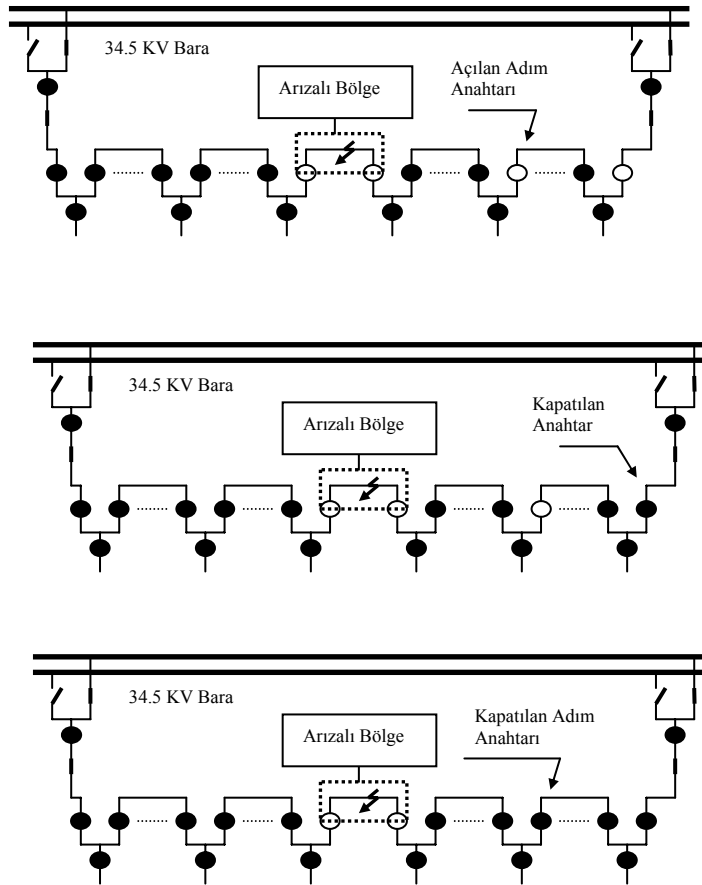 34.5 KV Bara
Arızalı Bölge
Açılan Adım
Anahtarı
34.5 KV Bara
Arızalı Bölge
Kapatılan
Anahtar
34.5 KV Bara
Arızalı Bölge
Kapatılan Adım
Anahtarı